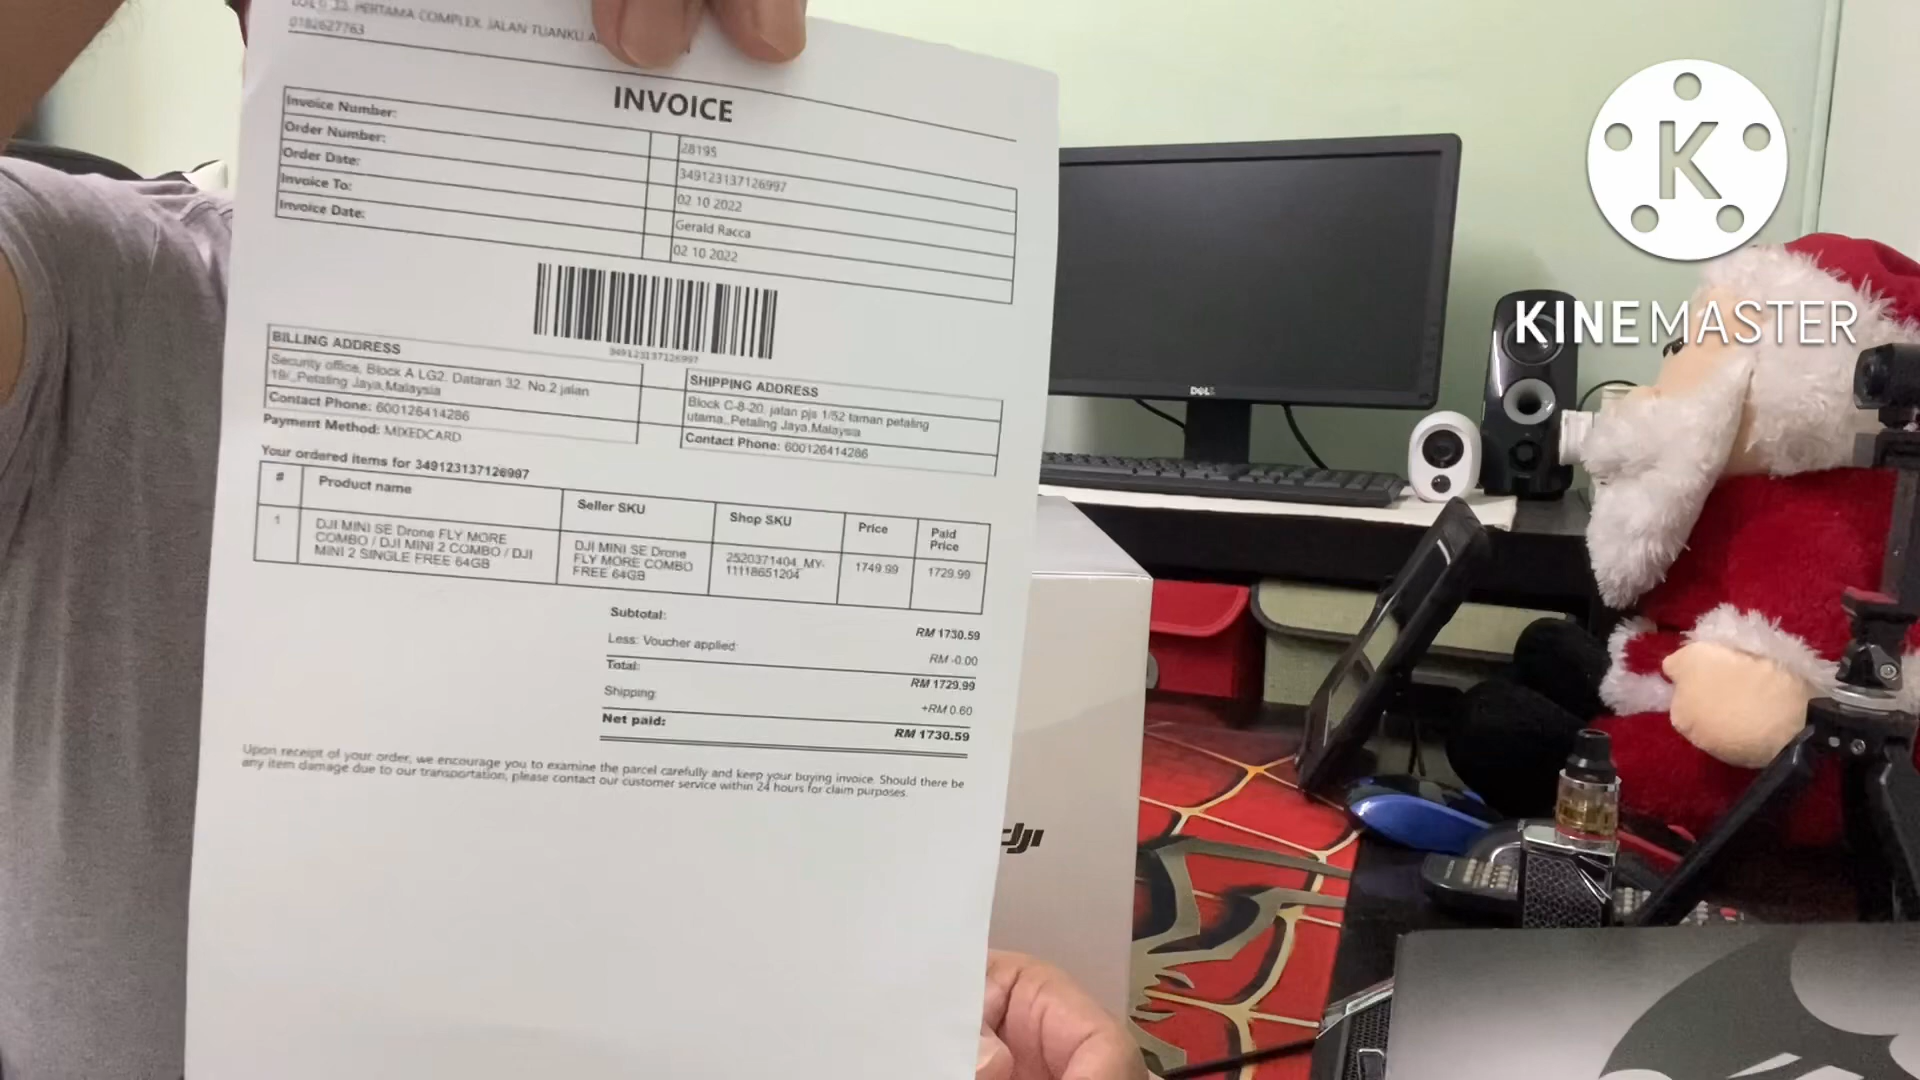 PERTAMA COMPLEX, JALAN TUANKU
0182627763
INVOICE
Invoice Number: 28195
Order Number: 349123137126997
Order Date: 02 10 2022
Invoice To: Gerald Racca
Invoice Date: 02 10 2022
349123137126997
BILLING ADDRESS
Security office, Block A LG2, Dataran 32, No.2 jalan
19/,,Petaling Jaya,Malaysia
Contact Phone: 600126414286
Payment Method: MIXEDCARD
SHIPPING ADDRESS
Block C-8-20, jalan pjs 1/52 taman petaling
utama,,Petaling Jaya,Malaysia
Contact Phone: 600126414286
Your ordered items for 349123137126997
# Product name Seller SKU Shop SKU Price Paid Price
1 DJI MINI SE Drone FLY MORE
COMBO / DJI MINI 2 COMBO / DJI
MINI 2 SINGLE FREE 64GB
DJI MINI SE Drone
FLY MORE COMBO
FREE 64GB
2520371404_MY-
11118651204
1749.99
1729.99
Subtotal: RM 1730.59
Less: Voucher applied: RM -0.00
Total: RM 1729.99
Shipping: +RM 0.60
Net paid: RM 1730.59
Upon receipt of your order, we encourage you to examine the parcel carefully and keep your buying invoice. Should there be
any item damage due to our transportation, please contact our customer service within 24 hours for claim purposes.
DELL
dji
K
KINEMASTER